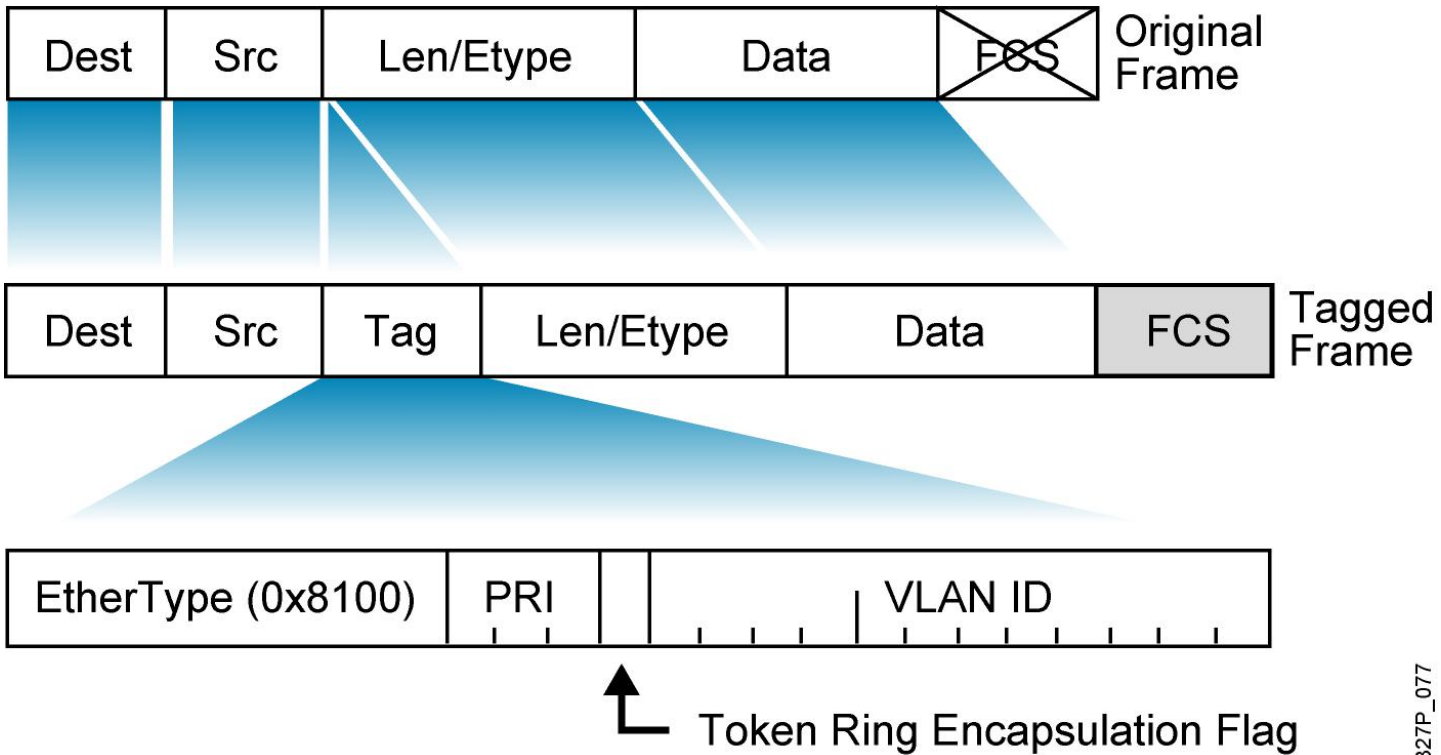 Dest Src Len/Etype Data FCS Original
Frame
Dest Src Tag Len/Etype Data FCS Tagged
Frame
EtherType (0x8100) PRI VLAN ID
Token Ring Encapsulation Flag
327P_077